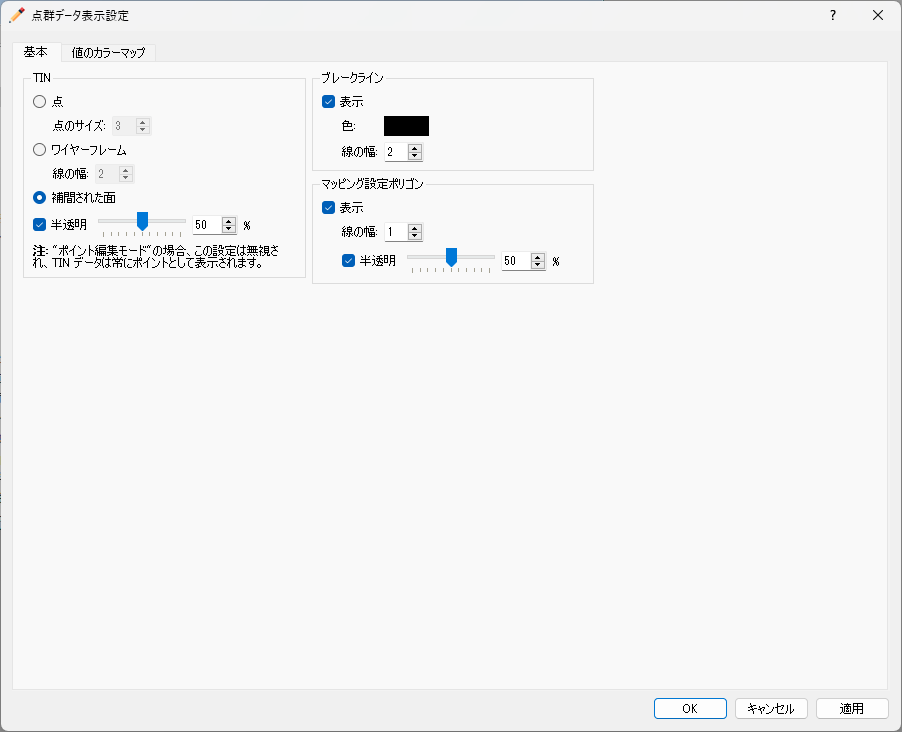 点群データ表示設定
?
基本
値のカラーマップ
TIN
点
点のサイズ: 3
ワイヤーフレーム
線の幅: 2
補間された面
半透明 50 %
注: "ポイント編集モード"の場合、この設定は無視さ
れ、TIN データは常にポイントとして表示されます。
ブレークライン
表示
色:
線の幅: 2
マッピング設定ポリゴン
表示
線の幅: 1
半透明 50 %
OK
キャンセル
適用